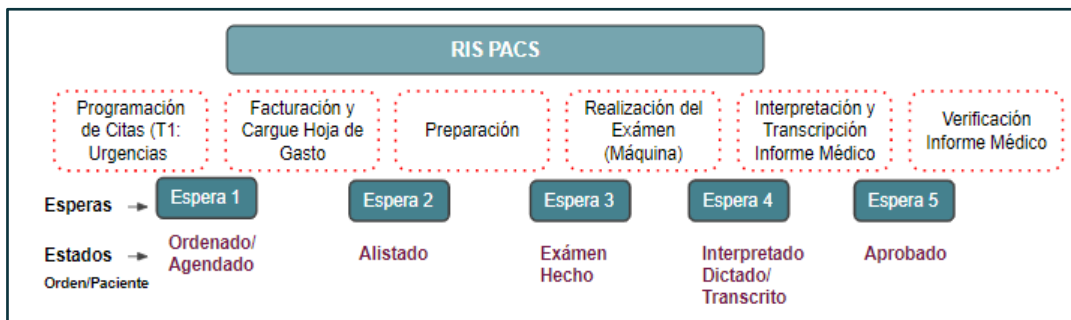 RIS PACS
Programación
de Citas (T1:
Urgencias
Facturación y
Cargue Hoja de
Gasto
Preparación
Realización del
Exámen
(Máquina)
Interpretación y
Transcripción
Informe Médico
Verificación
Informe Médico
Esperas
Espera 1
Espera 2
Espera 3
Espera 4
Espera 5
Estados
Orden/Paciente
Ordenado/
Agendado
Alistado
Exámen
Hecho
Interpretado
Dictado/
Transcrito
Aprobado